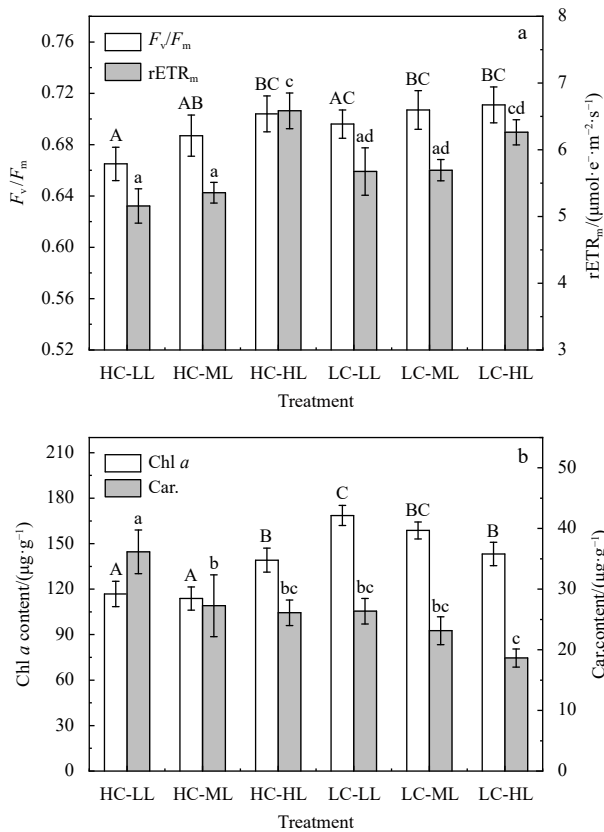 a
Fv/Fm
rETRm
0.76
0.72
0.68
0.64
0.60
0.56
0.52
Fv/Fm
8
7
6
5
4
3
rETRm/(μmol·e⁻·m⁻²·s⁻¹)
A a AB a BC c AC ad BC ad BC cd
HC-LL HC-ML HC-HL LC-LL LC-ML LC-HL
Treatment
b
Chl a
Car.
210
180
150
120
90
60
30
0
Chl a content/(μg·g⁻¹)
50
40
30
20
10
0
Car.content/(μg·g⁻¹)
A a A b B bc C bc BC bc B c
HC-LL HC-ML HC-HL LC-LL LC-ML LC-HL
Treatment